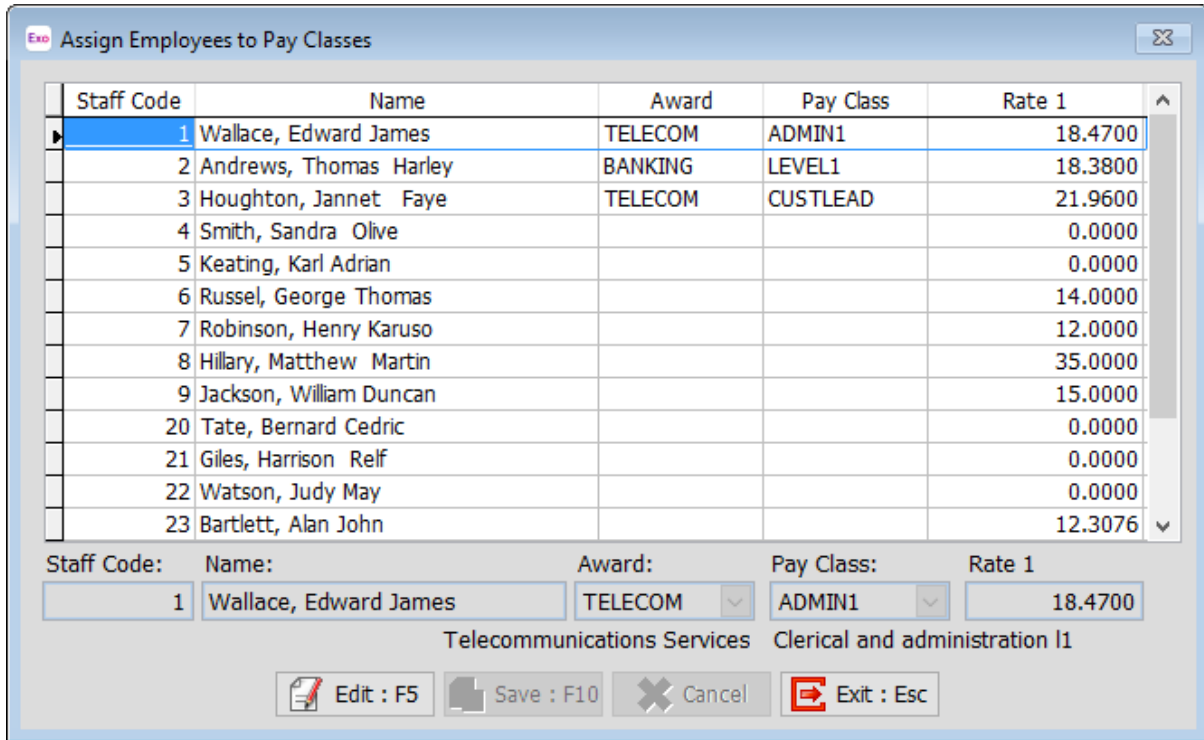 Exo Assign Employees to Pay Classes
Staff Code Name Award Pay Class Rate 1
1 Wallace, Edward James TELECOM ADMIN1 18.4700
2 Andrews, Thomas Harley BANKING LEVEL1 18.3800
3 Houghton, Jannet Faye TELECOM CUSTLEAD 21.9600
4 Smith, Sandra Olive 0.0000
5 Keating, Karl Adrian 0.0000
6 Russel, George Thomas 14.0000
7 Robinson, Henry Karuso 12.0000
8 Hillary, Matthew Martin 35.0000
9 Jackson, William Duncan 15.0000
20 Tate, Bernard Cedric 0.0000
21 Giles, Harrison Relf 0.0000
22 Watson, Judy May 0.0000
23 Bartlett, Alan John 12.3076
Staff Code: Name: Award: Pay Class: Rate 1
1 Wallace, Edward James TELECOM ADMIN1 18.4700
Telecommunications Services Clerical and administration l1
Edit : F5 Save : F10 Cancel Exit : Esc